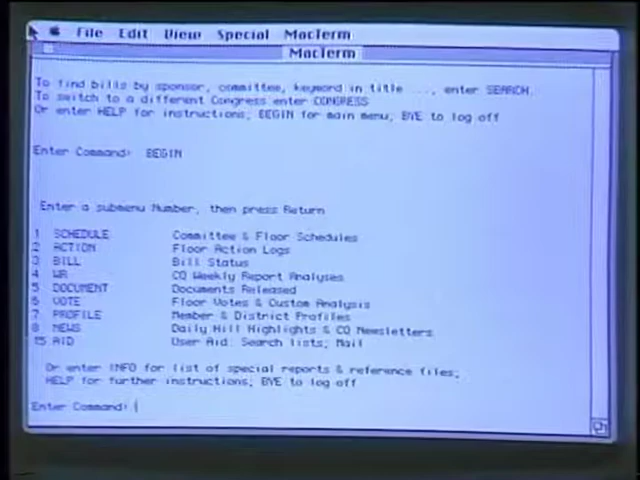 File Edit View Special MacTerm
MacTerm
To find bills by sponsor, committee, keyword in title ..., enter SEARCH.
To switch to a different Congress enter CONGRESS
Or enter HELP for instructions; BEGIN for main menu; BYE to log off
Enter Command: BEGIN
Enter a submenu Number, then press Return
1 SCHEDULE Committee & Floor Schedules
2 ACTION Floor Action Logs
3 BILL Bill Status
4 WR CQ Weekly Report Analyses
5 DOCUMENT Documents Released
6 VOTE Floor Votes & Custom Analysis
7 PROFILE Member & District Profiles
8 NEWS Daily Hill Highlights & CQ Newsletters
15 AID User Aid: Search lists; Mail
Or enter INFO for list of special reports & reference files;
HELP for further instructions; BYE to log off
Enter Command: